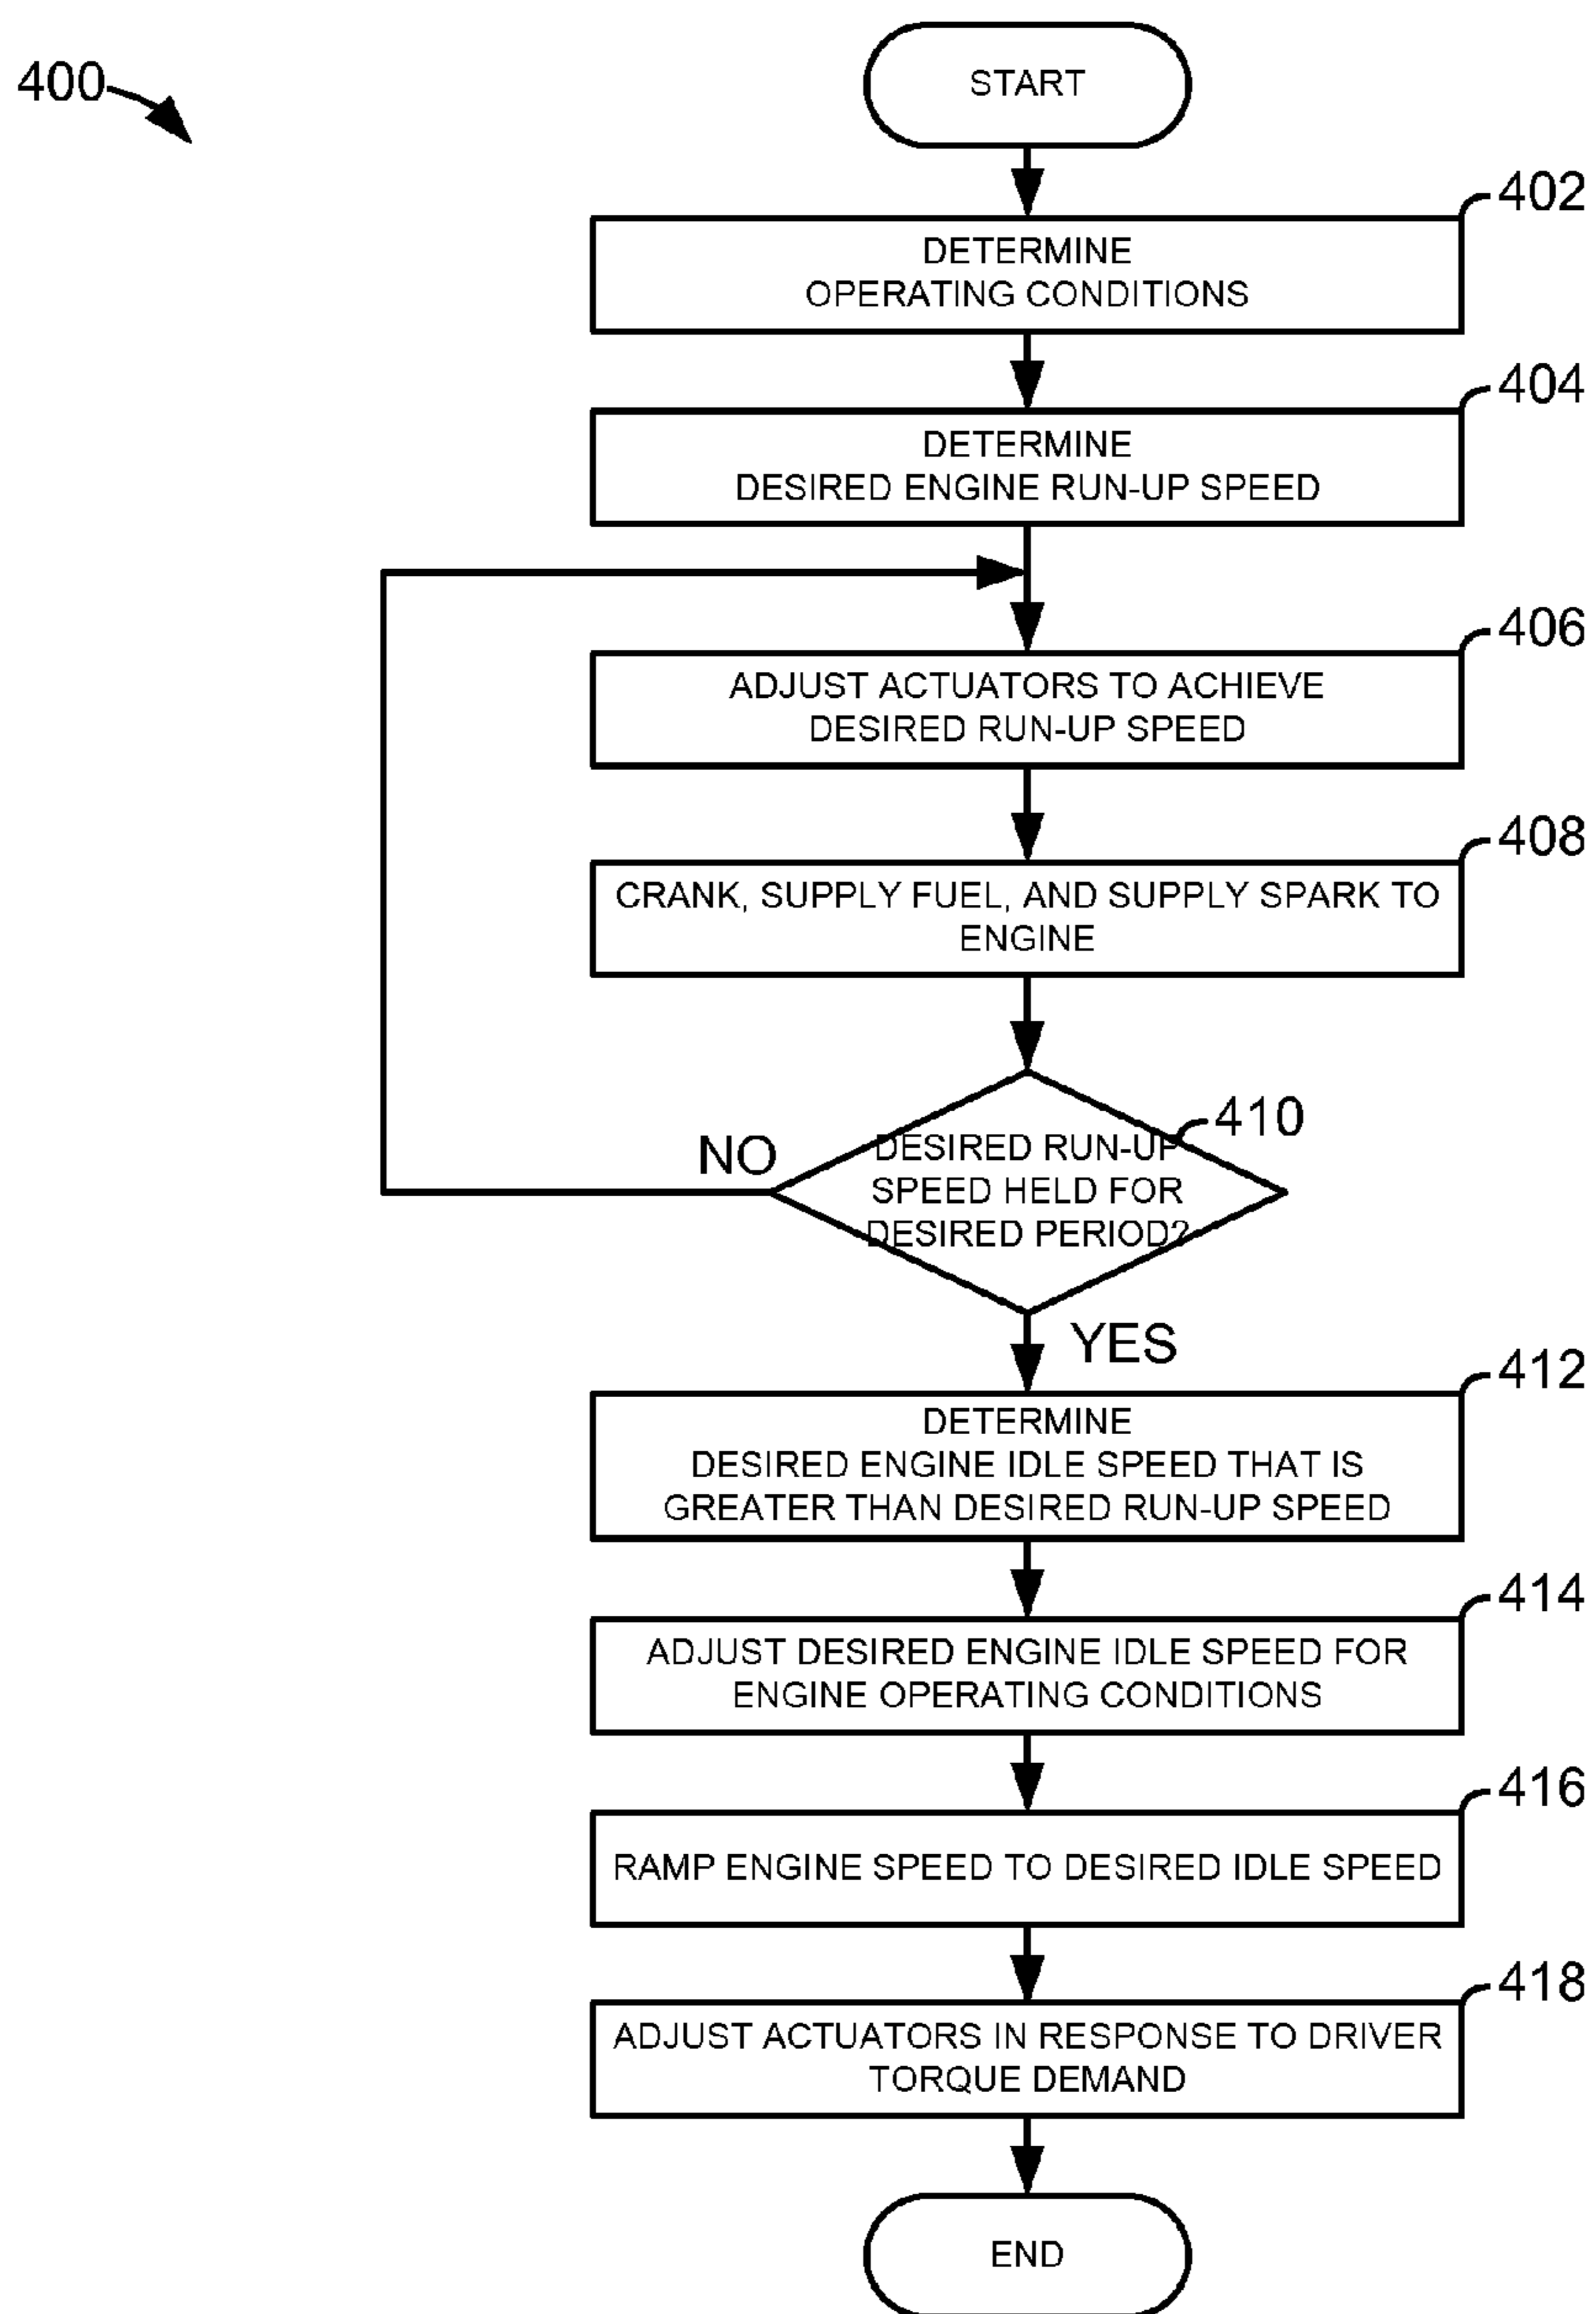 400
START
402
DETERMINE
OPERATING CONDITIONS
404
DETERMINE
DESIRED ENGINE RUN-UP SPEED
406
ADJUST ACTUATORS TO ACHIEVE
DESIRED RUN-UP SPEED
408
CRANK, SUPPLY FUEL, AND SUPPLY SPARK TO
ENGINE
410
NO
DESIRED RUN-UP
SPEED HELD FOR
DESIRED PERIOD?
YES
412
DETERMINE
DESIRED ENGINE IDLE SPEED THAT IS
GREATER THAN DESIRED RUN-UP SPEED
414
ADJUST DESIRED ENGINE IDLE SPEED FOR
ENGINE OPERATING CONDITIONS
416
RAMP ENGINE SPEED TO DESIRED IDLE SPEED
418
ADJUST ACTUATORS IN RESPONSE TO DRIVER
TORQUE DEMAND
END